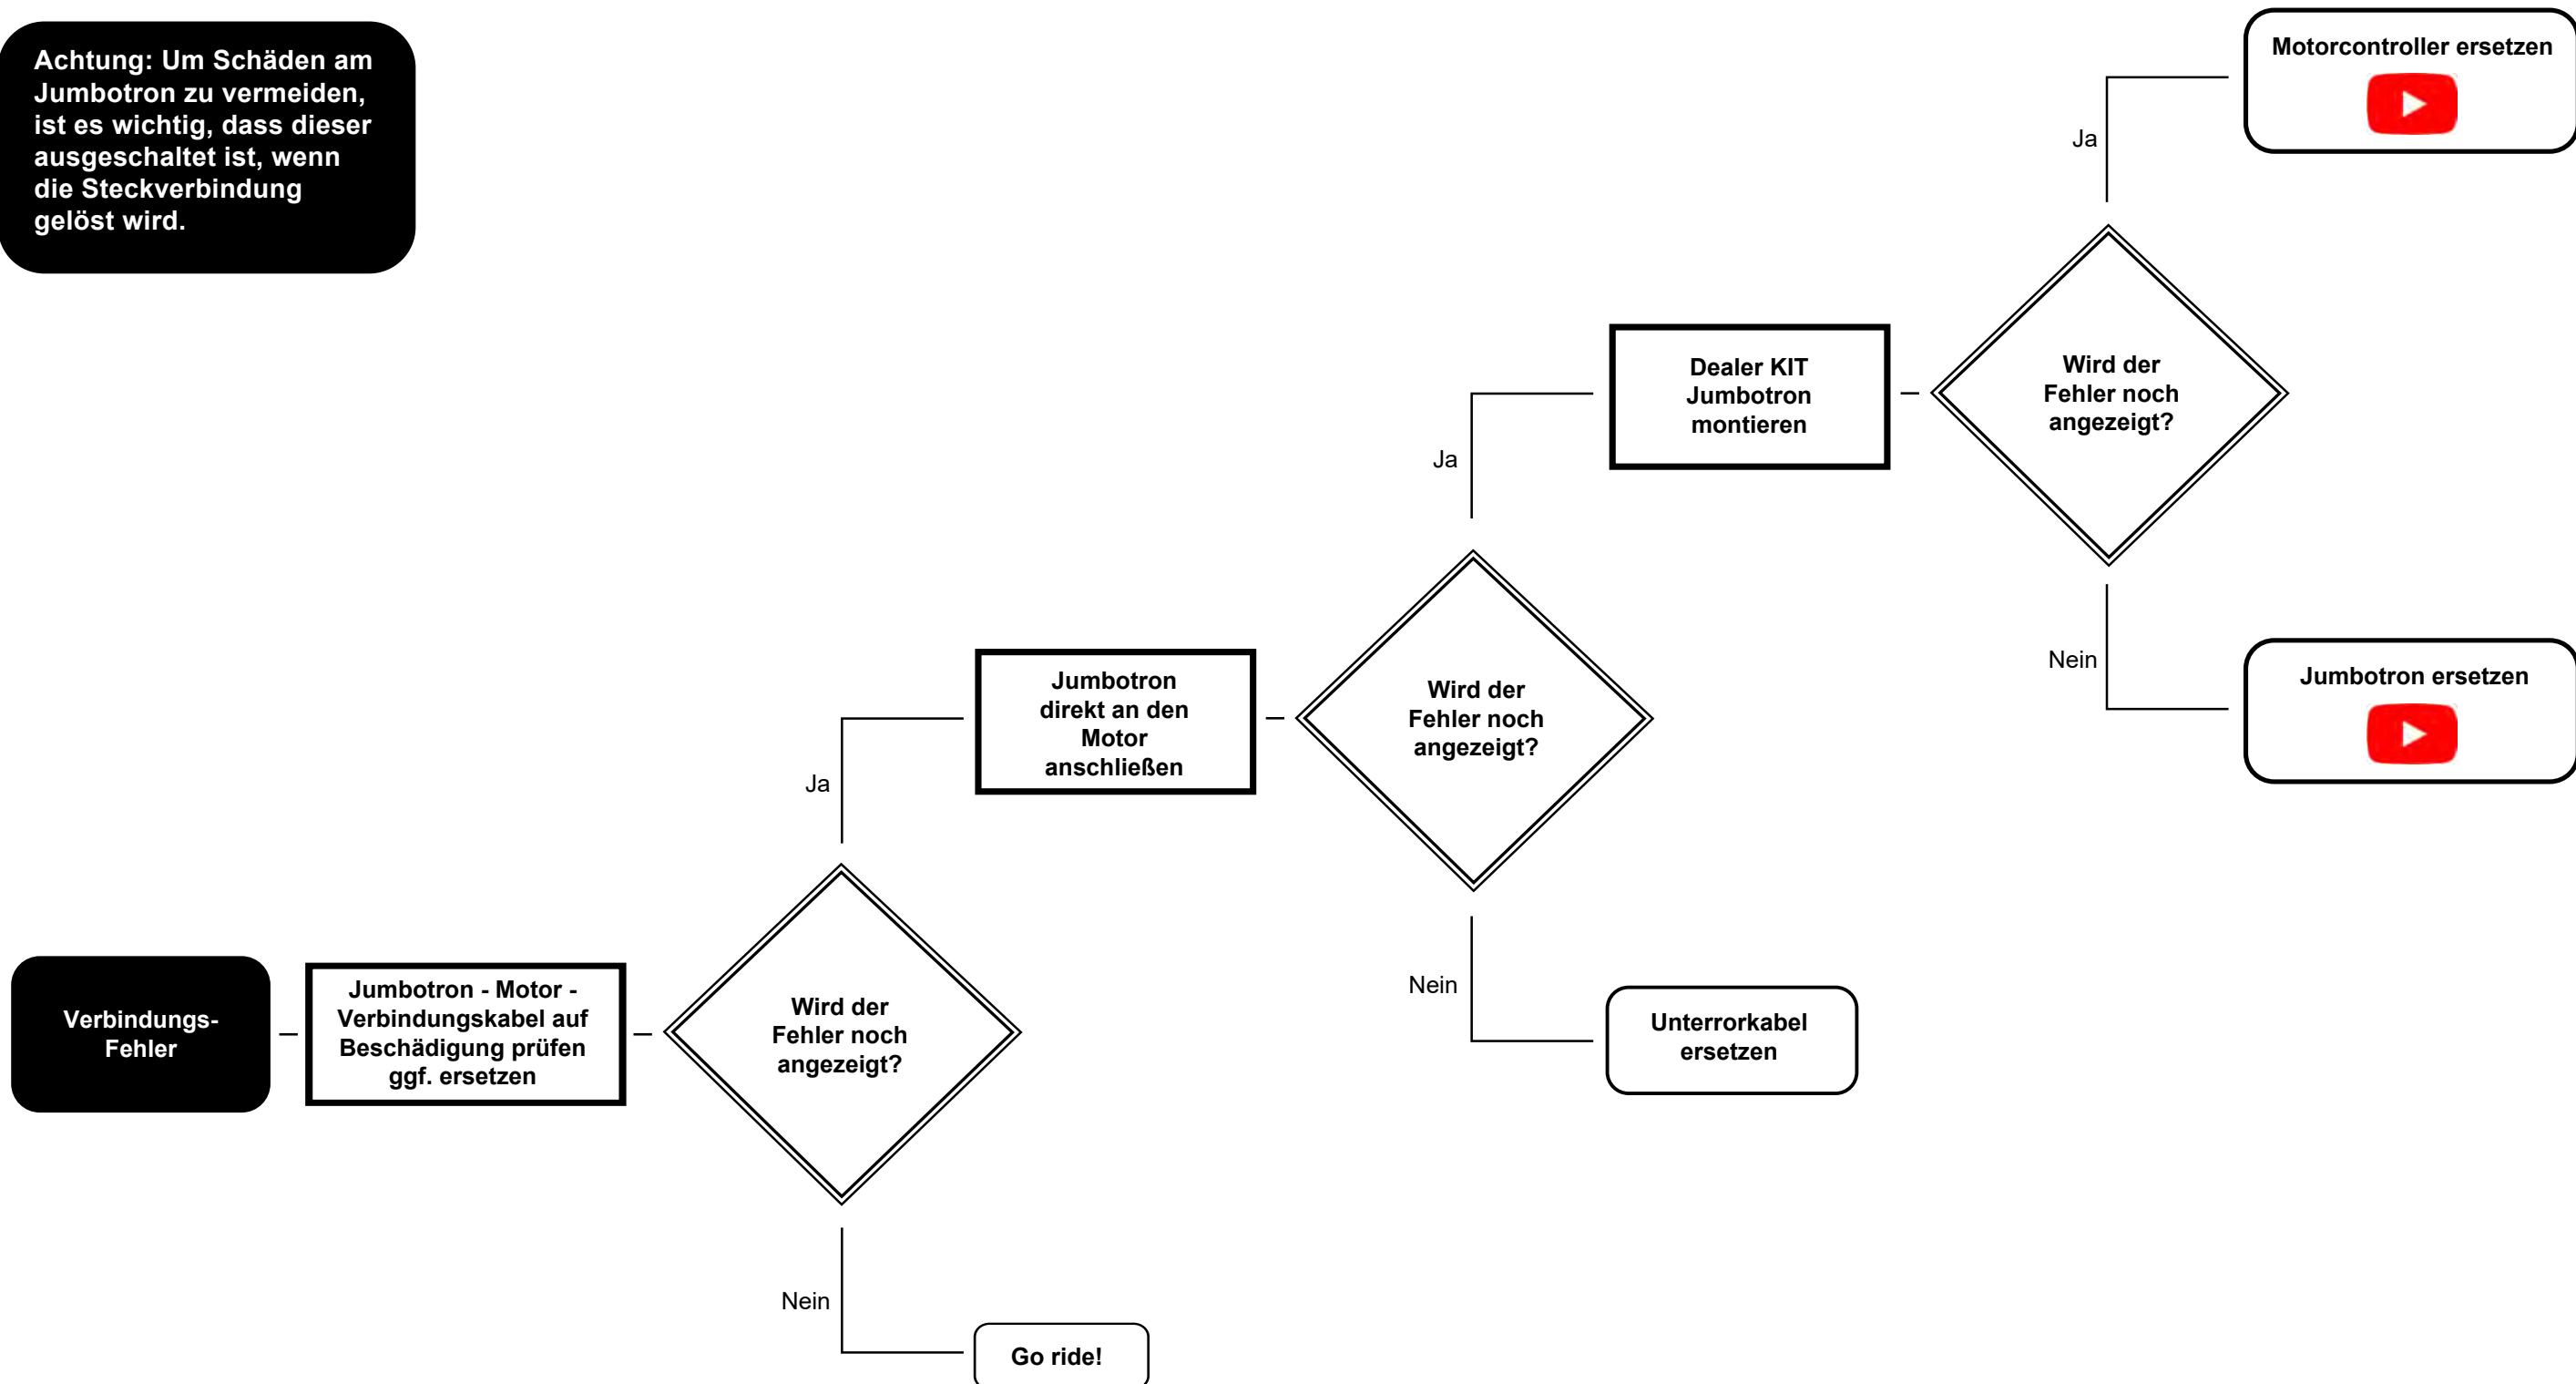 Achtung: Um Schäden am
Jumbotron zu vermeiden,
ist es wichtig, dass dieser
ausgeschaltet ist, wenn
die Steckverbindung
gelöst wird.
Motorcontroller ersetzen
Ja
Dealer KIT
Jumbotron
montieren
Wird der
Fehler noch
angezeigt?
Ja
Nein
Jumbotron ersetzen
Jumbotron
direkt an den
Motor
anschließen
Wird der
Fehler noch
angezeigt?
Ja
Nein
Unterrorkabel
ersetzen
Verbindungs-
Fehler
Jumbotron - Motor -
Verbindungskabel auf
Beschädigung prüfen
ggf. ersetzen
Wird der
Fehler noch
angezeigt?
Nein
Go ride!